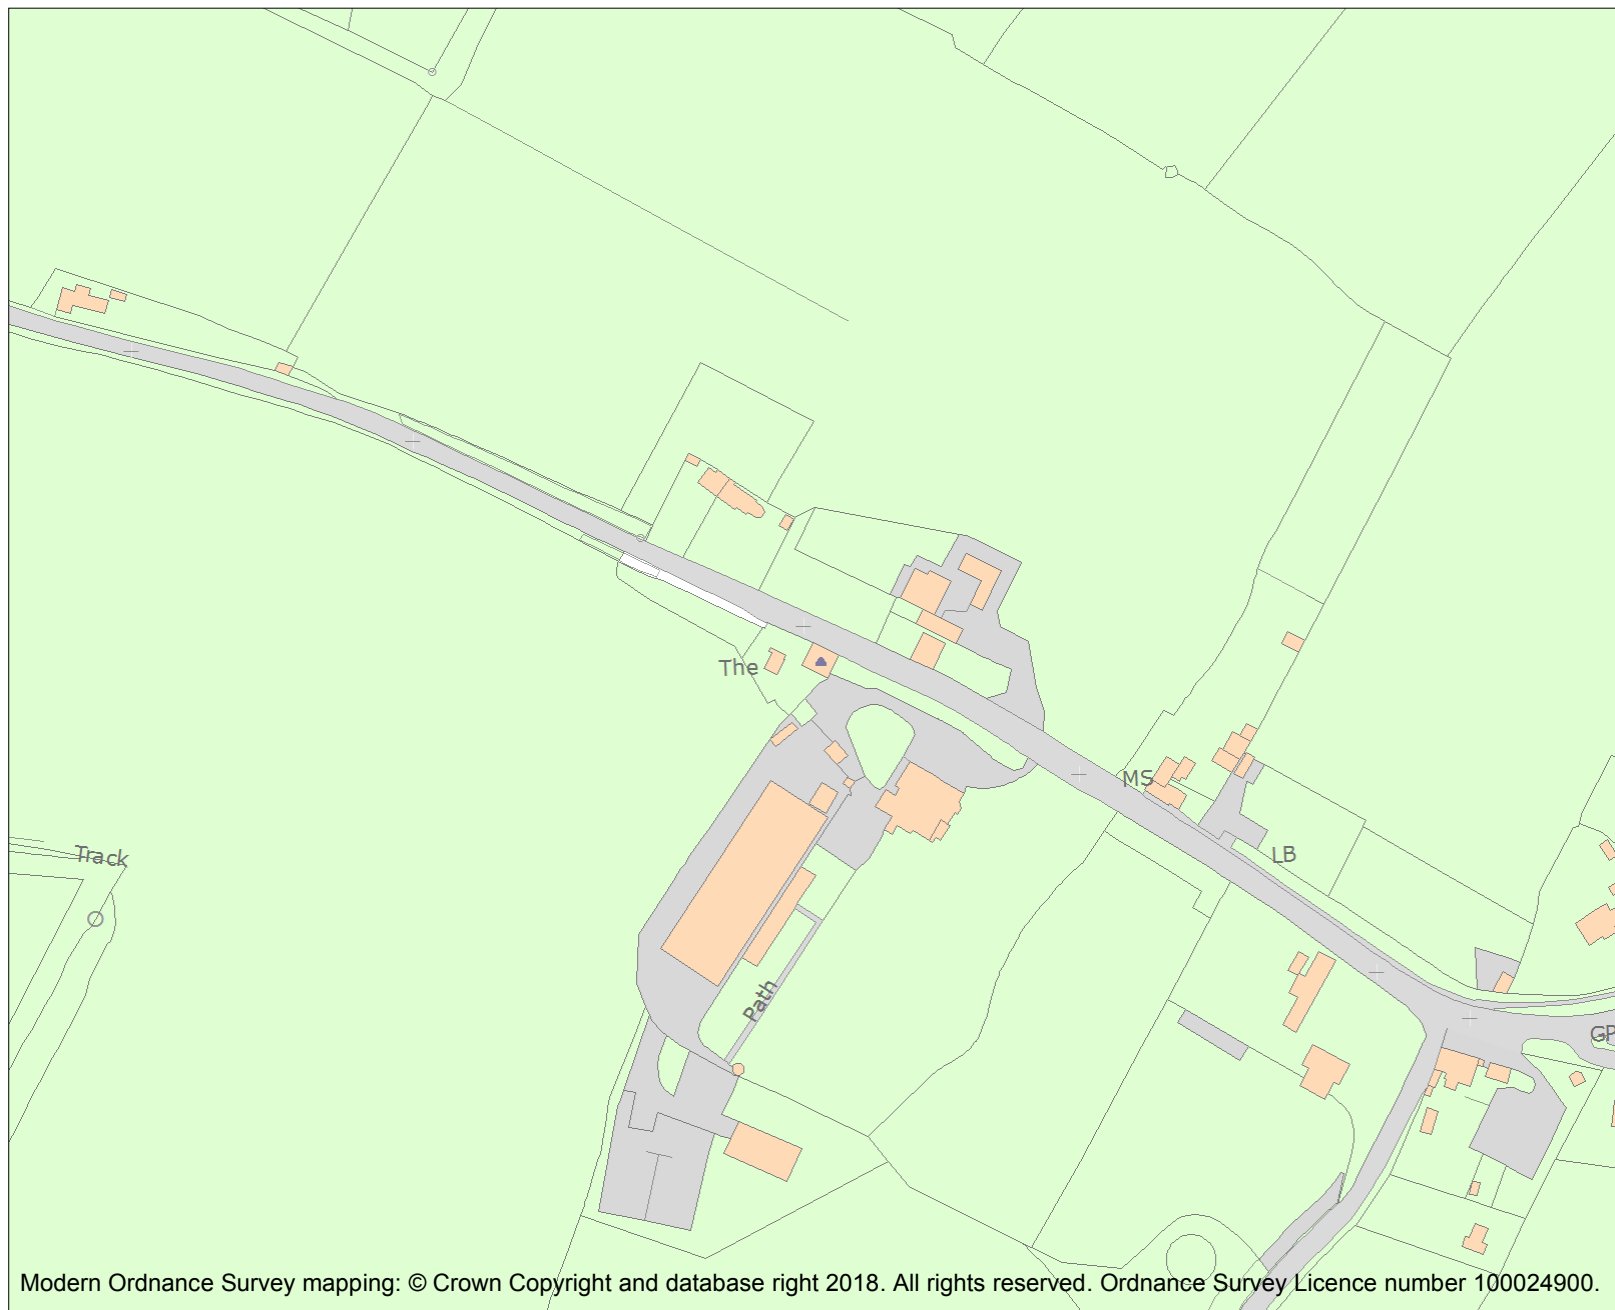 The
MS
LB
Track
Path
GP
Modern Ordnance Survey mapping: © Crown Copyright and database right 2018. All rights reserved. Ordnance Survey Licence number 100024900.